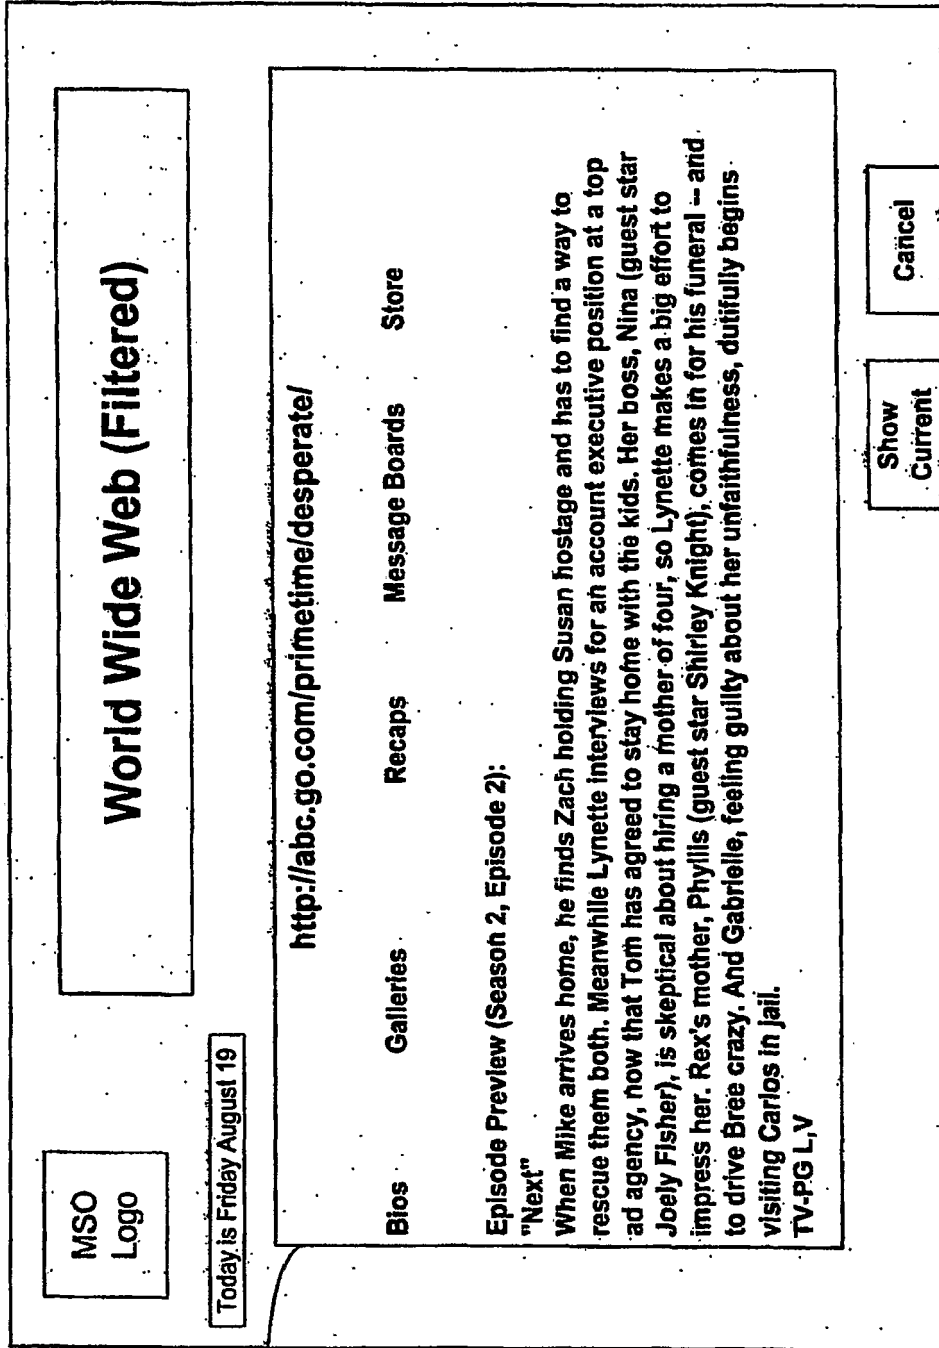 MSO
Logo
World Wide Web (Filtered)
Today is Friday August 19
http://abc.go.com/primetime/desperate/
Bios Galleries Recaps Message Boards Store
Episode Preview (Season 2, Episode 2):
"Next"
When Mike arrives home, he finds Zach holding Susan hostage and has to find a way to
rescue them both. Meanwhile Lynette interviews for an account executive position at a top
ad agency, now that Tom has agreed to stay home with the kids. Her boss, Nina (guest star
Joely Fisher), is skeptical about hiring a mother of four, so Lynette makes a big effort to
impress her. Rex's mother, Phyllis (guest star Shirley Knight), comes in for his funeral -- and
to drive Bree crazy. And Gabrielle, feeling guilty about her unfaithfulness, dutifully begins
visiting Carlos in jail.
TV-PG L,V
Show
Current
Cancel